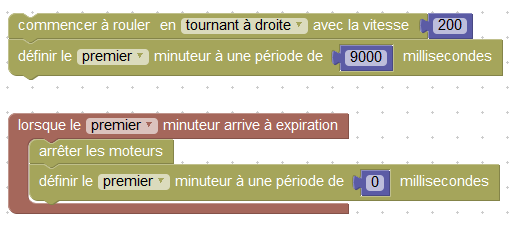 commencer à rouler en tournant à droite avec la vitesse 200
définir le premier minuteur à une période de 9000 millisecondes
lorsque le premier minuteur arrive à expiration
arrêter les moteurs
définir le premier minuteur à une période de 0 millisecondes